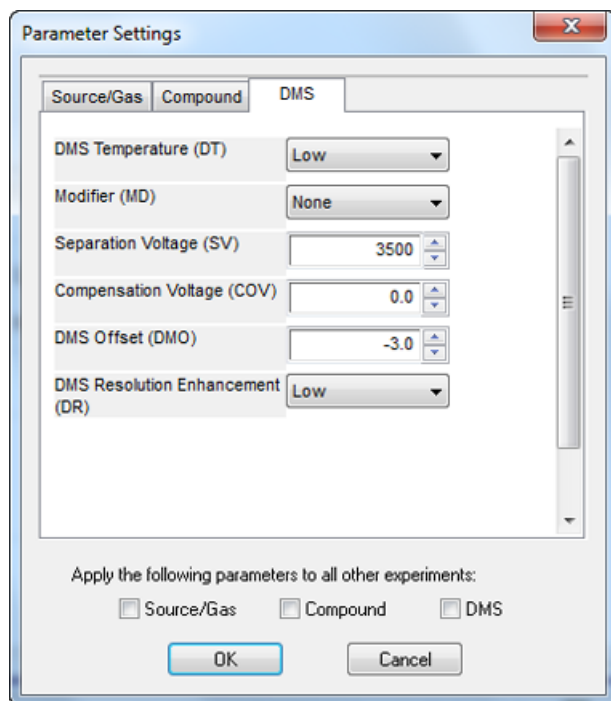 Parameter Settings
Source/Gas Compound DMS
DMS Temperature (DT) Low
Modifier (MD) None
Separation Voltage (SV) 3500
Compensation Voltage (COV) 0.0
DMS Offset (DMO) -3.0
DMS Resolution Enhancement Low
(DR)
Apply the following parameters to all other experiments:
Source/Gas Compound DMS
OK Cancel